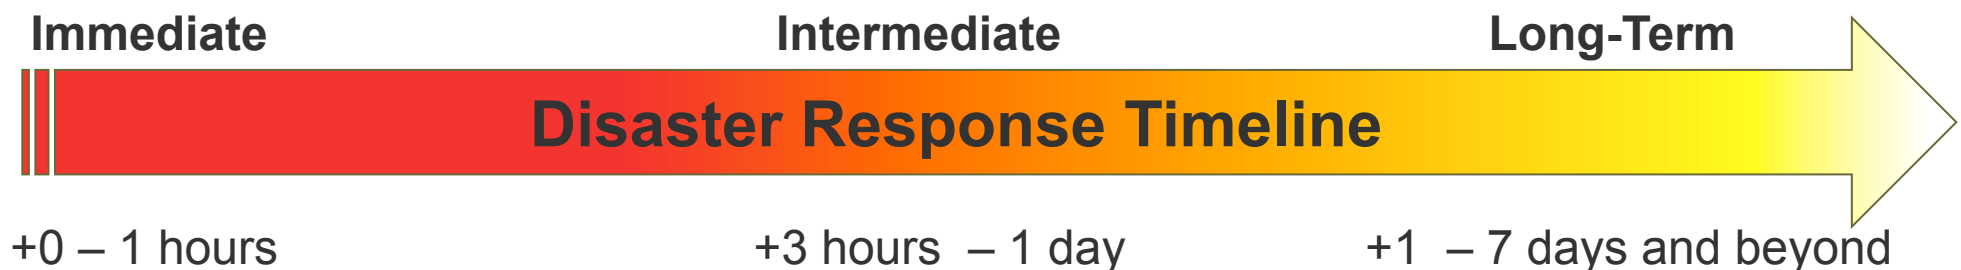 Immediate Intermediate Long-Term
Disaster Response Timeline
+0 – 1 hours +3 hours – 1 day +1 – 7 days and beyond